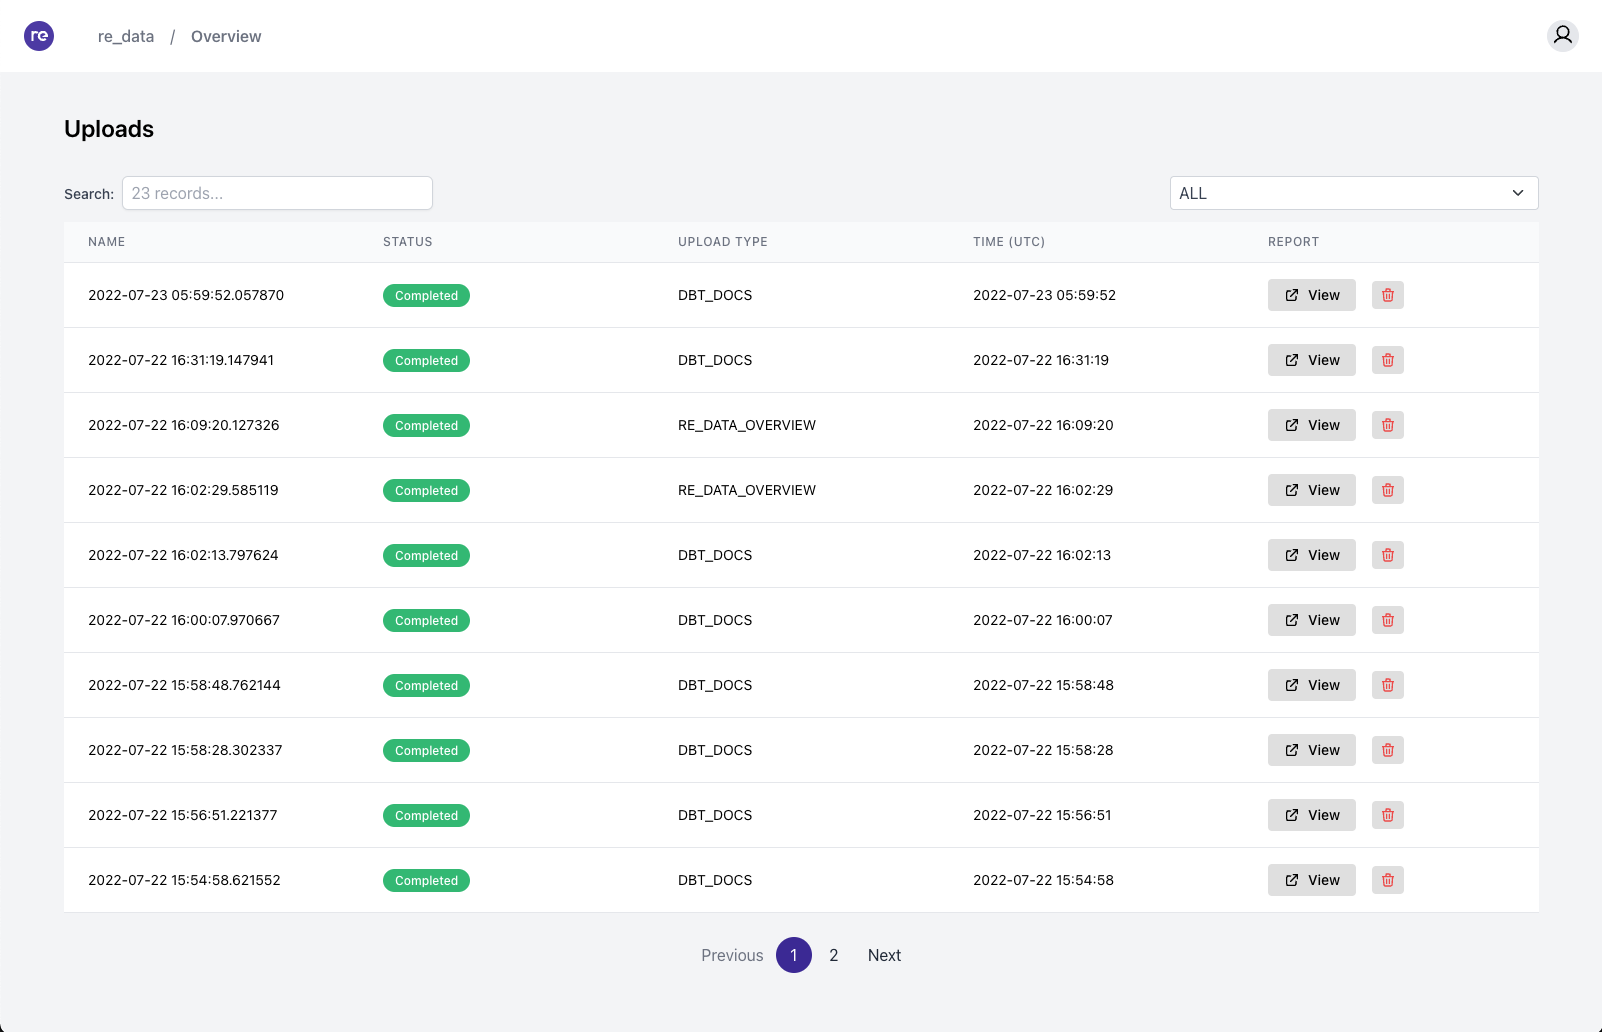 re re_data / Overview
Uploads
Search: 23 records... ALL
NAME STATUS UPLOAD TYPE TIME (UTC) REPORT
2022-07-23 05:59:52.057870 Completed DBT_DOCS 2022-07-23 05:59:52 View
2022-07-22 16:31:19.147941 Completed DBT_DOCS 2022-07-22 16:31:19 View
2022-07-22 16:09:20.127326 Completed RE_DATA_OVERVIEW 2022-07-22 16:09:20 View
2022-07-22 16:02:29.585119 Completed RE_DATA_OVERVIEW 2022-07-22 16:02:29 View
2022-07-22 16:02:13.797624 Completed DBT_DOCS 2022-07-22 16:02:13 View
2022-07-22 16:00:07.970667 Completed DBT_DOCS 2022-07-22 16:00:07 View
2022-07-22 15:58:48.762144 Completed DBT_DOCS 2022-07-22 15:58:48 View
2022-07-22 15:58:28.302337 Completed DBT_DOCS 2022-07-22 15:58:28 View
2022-07-22 15:56:51.221377 Completed DBT_DOCS 2022-07-22 15:56:51 View
2022-07-22 15:54:58.621552 Completed DBT_DOCS 2022-07-22 15:54:58 View
Previous 1 2 Next